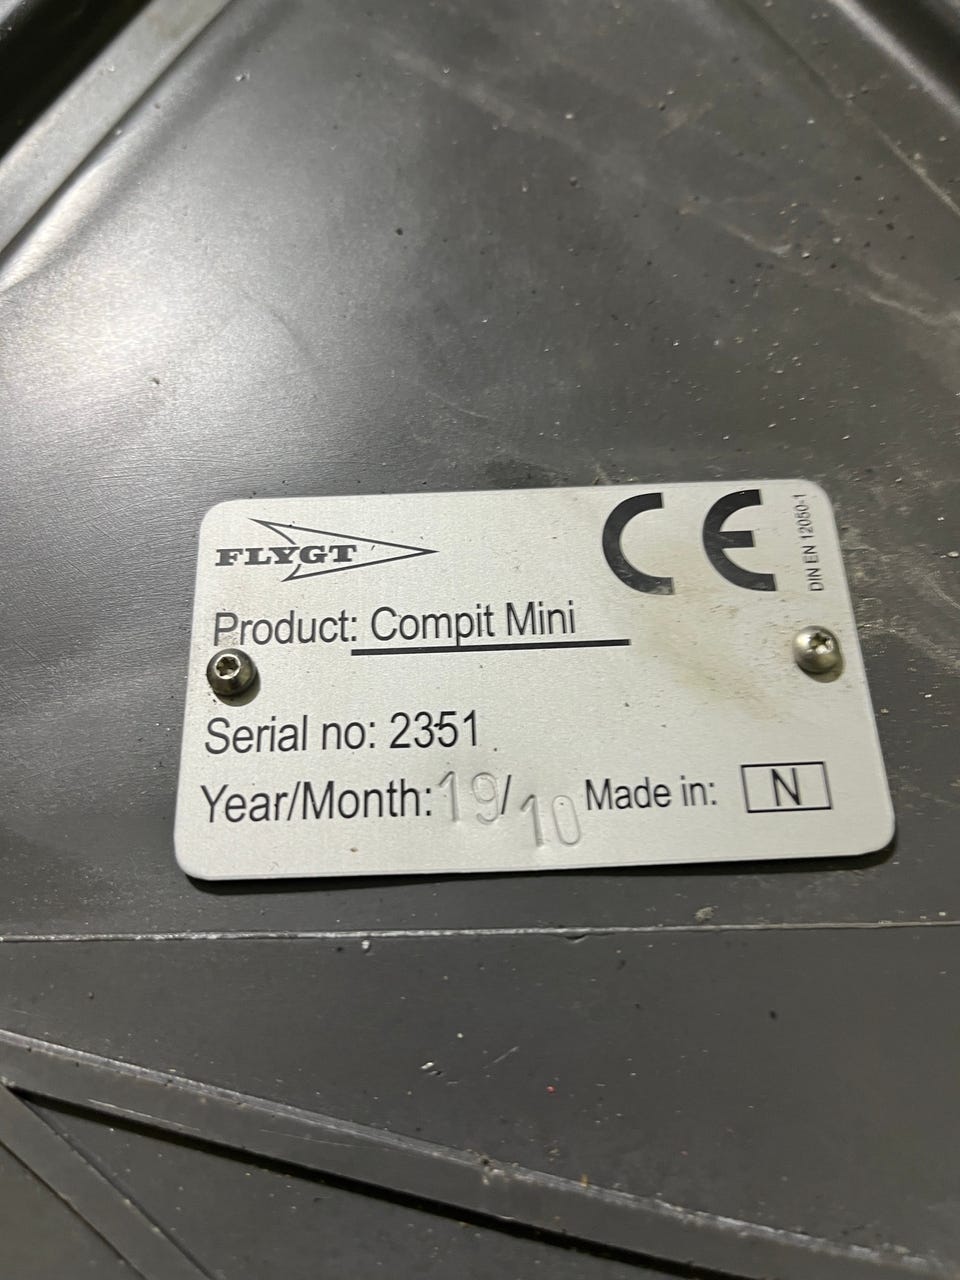 FLYGT
CE
DIN EN 12050-1
Product: Compit Mini
Serial no: 2351
Year/Month: 19/10 Made in: N